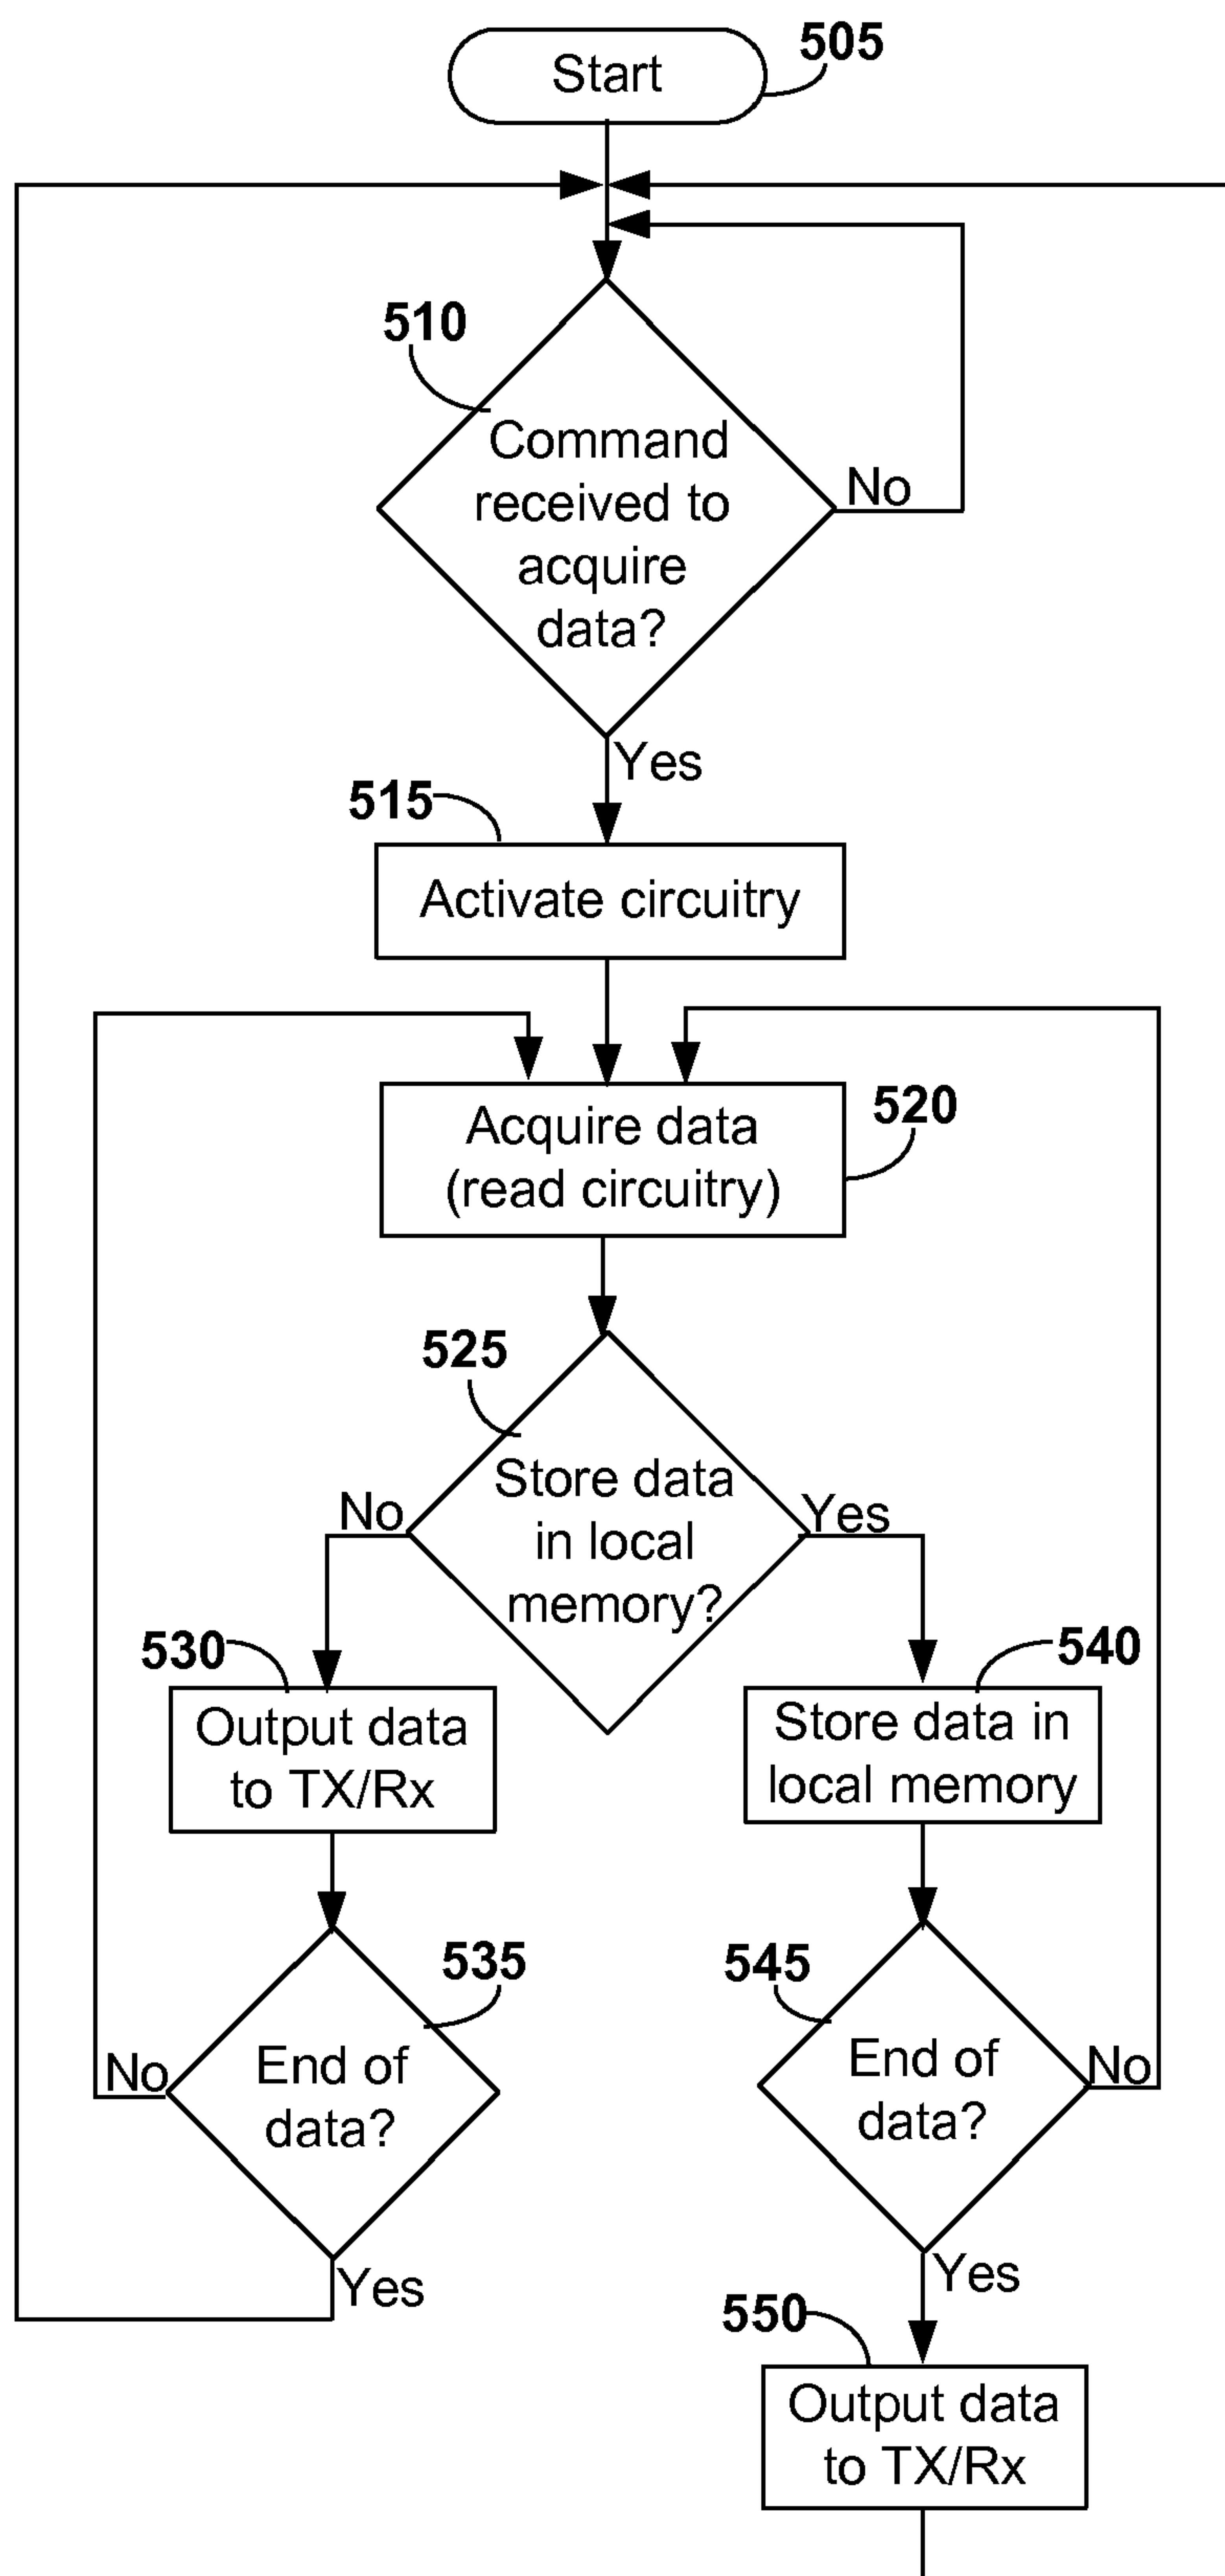 Start
505
510
Command
received to
acquire
data?
No
Yes
515
Activate circuitry
Acquire data
(read circuitry)
520
525
Store data
in local
memory?
No
Yes
530
Output data
to TX/Rx
540
Store data in
local memory
535
End of
data?
No
Yes
545
End of
data?
No
Yes
550
Output data
to TX/Rx